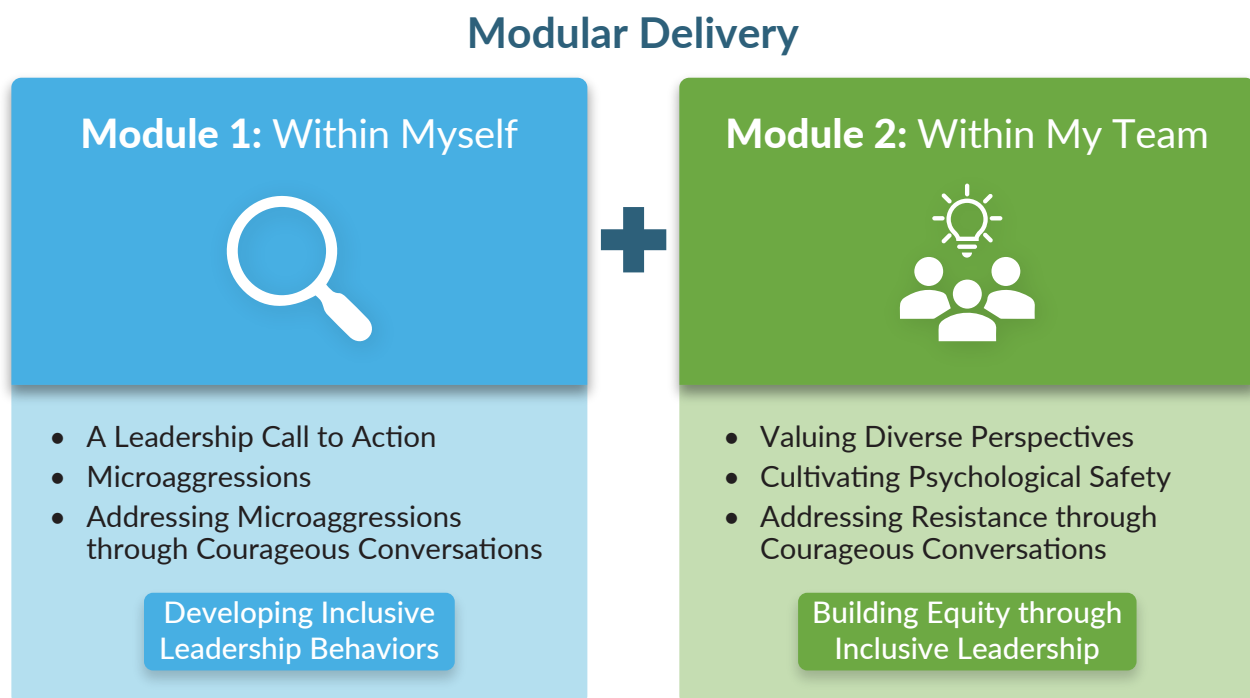 Modular Delivery
Module 1: Within Myself
A Leadership Call to Action
Microaggressions
Addressing Microaggressions
through Courageous Conversations
Developing Inclusive
Leadership Behaviors
Module 2: Within My Team
Valuing Diverse Perspectives
Cultivating Psychological Safety
Addressing Resistance through
Courageous Conversations
Building Equity through
Inclusive Leadership